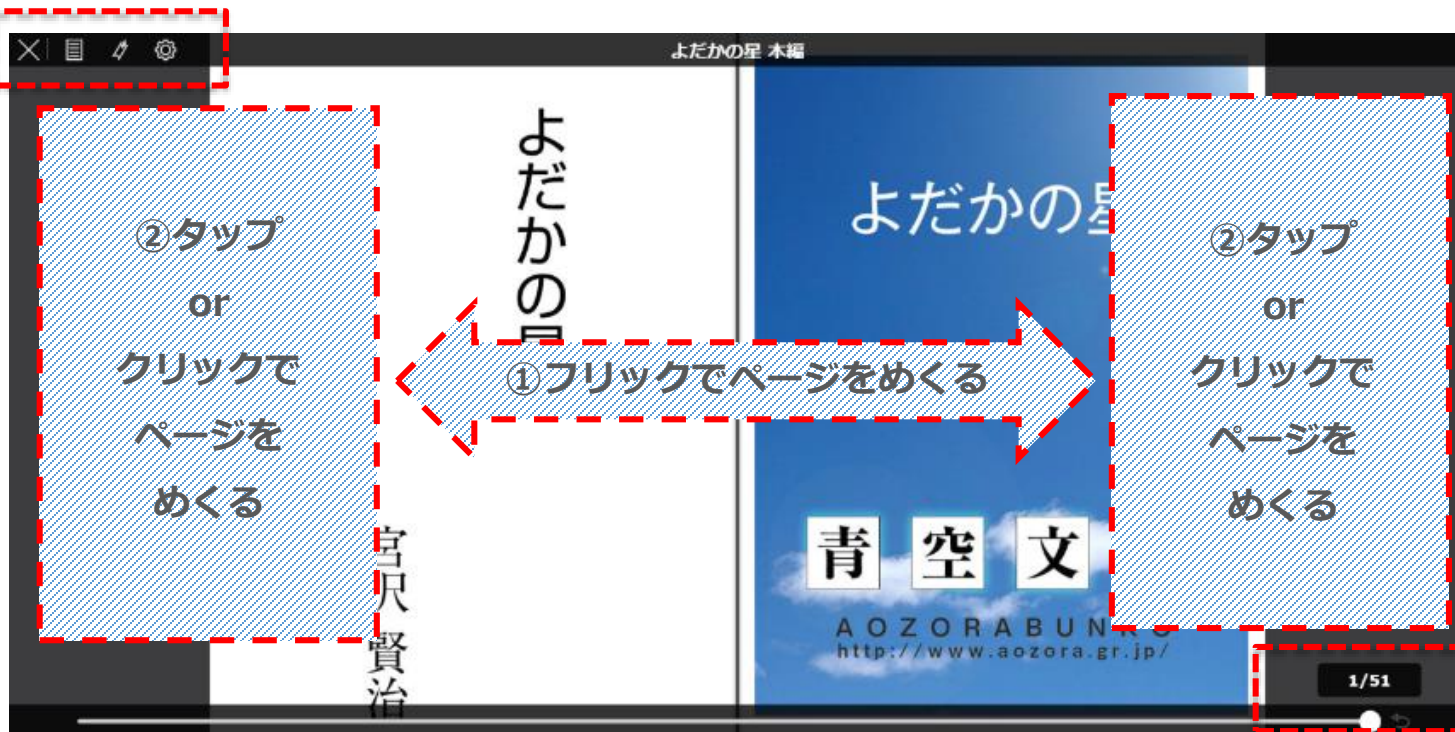 よだかの星 本編
よだかの
②タップ
or
クリックで
ページを
めくる
①フリックでページをめくる
よだかの
②タップ
or
クリックで
ページを
めくる
宮沢 賢治
青空文
AOZORABUN
http://www.aozora.gr.jp/
1/51